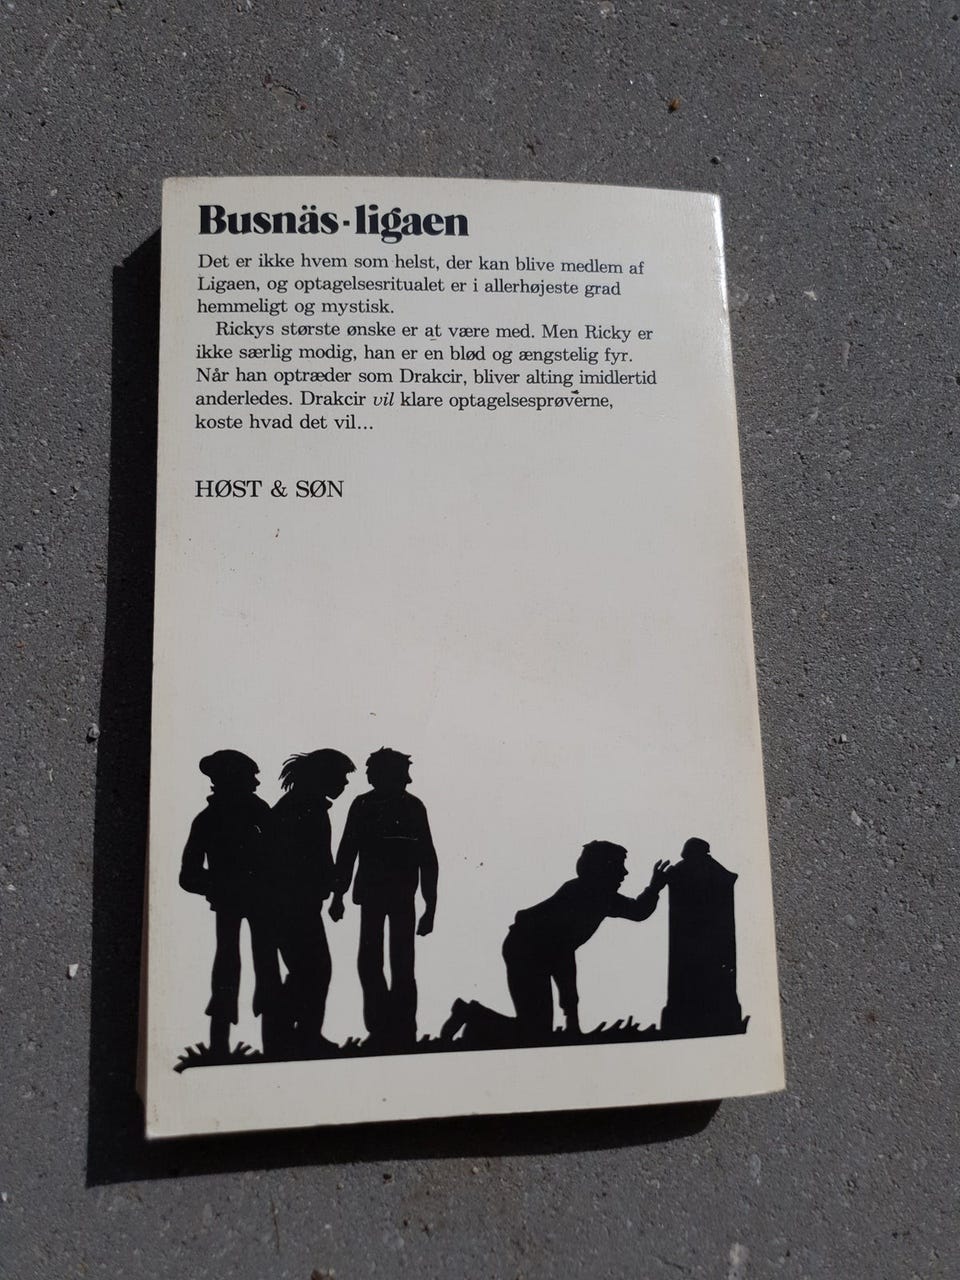 Busnäs-ligaen
Det er ikke hvem som helst, der kan blive medlem af
Ligaen, og optagelsesritualet er i allerhøjeste grad
hemmeligt og mystisk.
Rickys største ønske er at være med. Men Ricky er
ikke særlig modig, han er en blød og ængstelig fyr.
Når han optræder som Drakcir, bliver alting imidlertid
anderledes. Drakcir vil klare optagelsesprøverne,
koste hvad det vil...
HØST & SØN